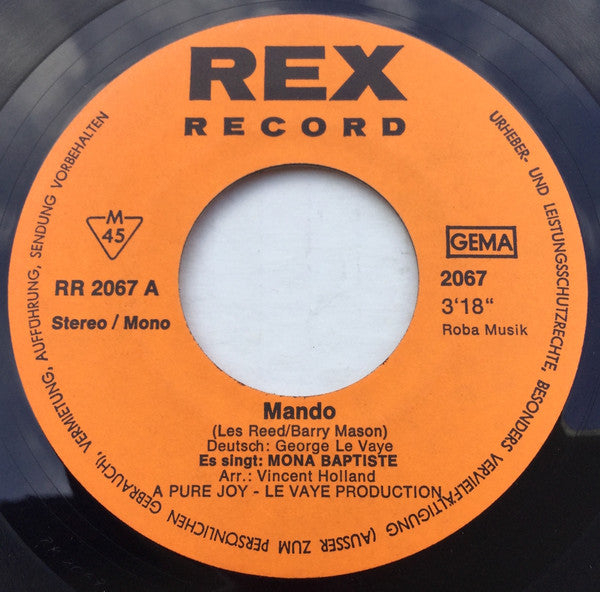 REX
RECORD
URHEBER- UND LEISTUNGSSCHUTZRECHTE, BESONDERS VERVIELFÄLTIGUNG (AUSSER ZUM PERSÖNLICHEN GEBRAUCH), VERMIETUNG, AUFFÜHRUNG, SENDUNG VORBEHALTEN
M
45
RR 2067 A
Stereo / Mono
GEMA
2067
3'18"
Roba Musik
Mando
(Les Reed/Barry Mason)
Deutsch: George Le Vaye
Es singt: MONA BAPTISTE
Arr.: Vincent Holland
A PURE JOY - LE VAYE PRODUCTION